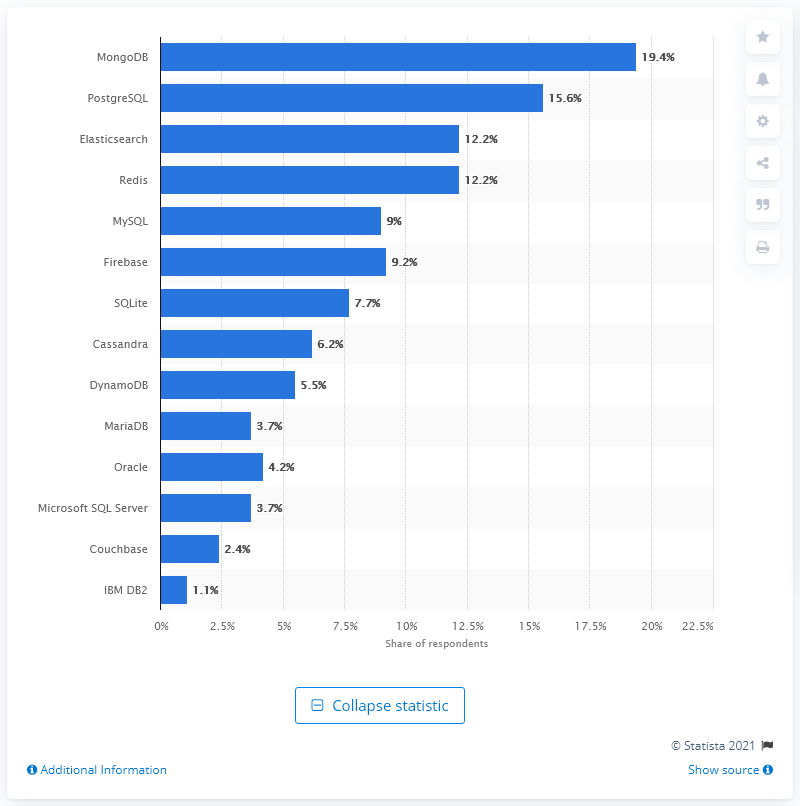 MongoDB 19.4%
PostgreSQL 15.6%
Elasticsearch 12.2%
Redis 12.2%
MySQL 9%
Firebase 9.2%
SQLite 7.7%
Cassandra 6.2%
DynamoDB 5.5%
MariaDB 3.7%
Oracle 4.2%
Microsoft SQL Server 3.7%
Couchbase 2.4%
IBM DB2 1.1%
0% 2.5% 5% 7.5% 10% 12.5% 15% 17.5% 20% 22.5%
Share of respondents
Collapse statistic
© Statista 2021
Additional Information Show source